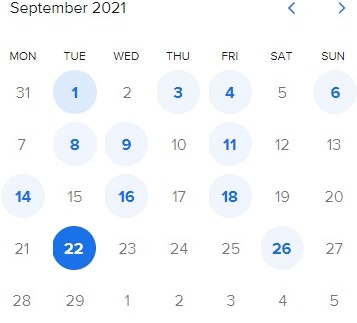 September 2021
MON TUE WED THU FRI SAT SUN
31 1 2 3 4 5 6
7 8 9 10 11 12 13
14 15 16 17 18 19 20
21 22 23 24 25 26 27
28 29 1 2 3 4 5